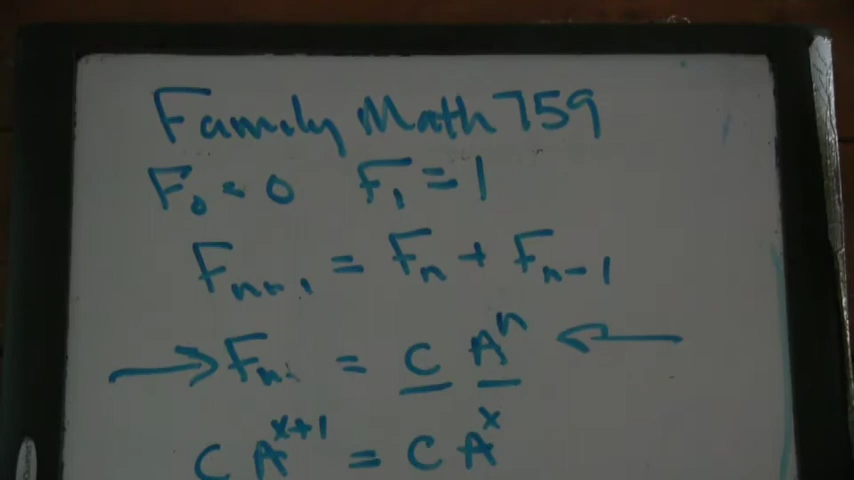 Family Math 759
F₀ = 0 F₁ = 1
Fₙ₊₁ = Fₙ + Fₙ₋₁
→ Fₙ = C Aⁿ ←
C Aˣ⁺¹ = C Aˣ